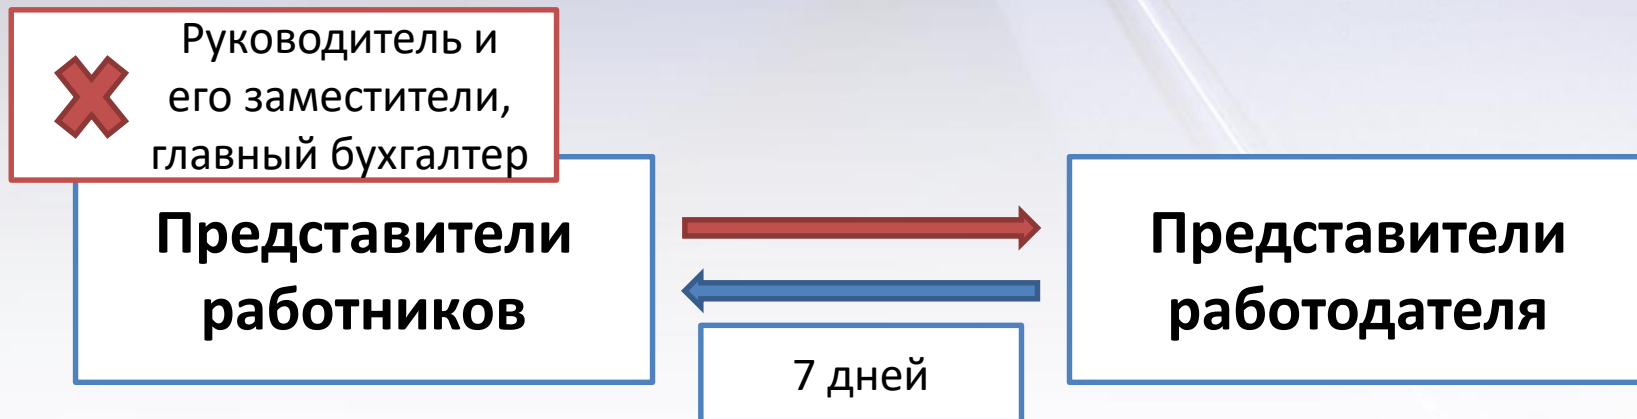 Руководитель и
его заместители,
главный бухгалтер
Представители
работников
7 дней
Представители
работодателя